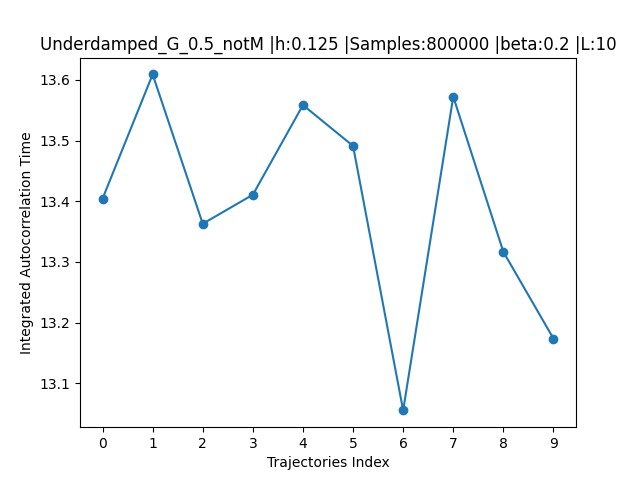 Underdamped_G_0.5_notM |h:0.125 |Samples:800000 |beta:0.2 |L:10
13.6
13.5
13.4
13.3
13.2
13.1
Integrated Autocorrelation Time
0 1 2 3 4 5 6 7 8 9
Trajectories Index